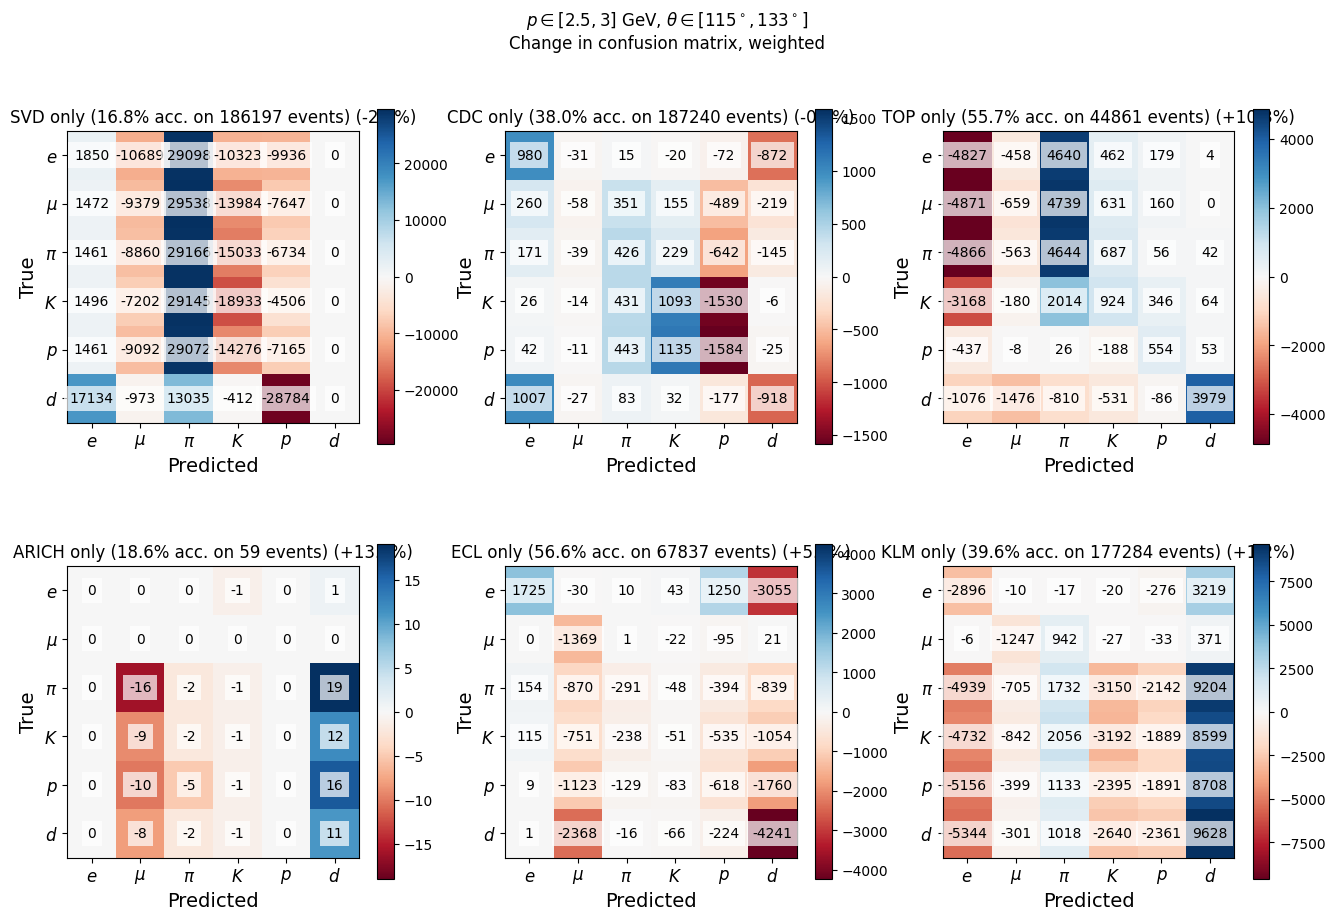 p ∈ [2.5, 3] GeV, θ ∈ [115°, 133°]
Change in confusion matrix, weighted
SVD only (16.8% acc. on 186197 events)
True
e 1850 -10689 29098 -10323 -9936 0
μ 1472 -9379 29538 -13984 -7647 0
π 1461 -8860 29166 -15033 -6734 0
K 1496 -7202 29145 -18933 -4506 0
p 1461 -9092 29072 -14276 -7165 0
d 17134 -973 13035 -412 -28784 0
e μ π K p d
Predicted
20000
10000
0
-10000
-20000
CDC only (38.0% acc. on 187240 events)
True
e 980 -31 15 -20 -72 -872
μ 260 -58 351 155 -489 -219
π 171 -39 426 229 -642 -145
K 26 -14 431 1093 -1530 -6
p 42 -11 443 1135 -1584 -25
d 1007 -27 83 32 -177 -918
e μ π K p d
Predicted
1500
1000
500
0
-500
-1000
-1500
TOP only (55.7% acc. on 44861 events)
True
e -4827 -458 4640 462 179 4
μ -4871 -659 4739 631 160 0
π -4866 -563 4644 687 56 42
K -3168 -180 2014 924 346 64
p -437 -8 26 -188 554 53
d -1076 -1476 -810 -531 -86 3979
e μ π K p d
Predicted
4000
2000
0
-2000
-4000
ARICH only (18.6% acc. on 59 events)
True
e 0 0 0 -1 0 1
μ 0 0 0 0 0 0
π 0 -16 -2 -1 0 19
K 0 -9 -2 -1 0 12
p 0 -10 -5 -1 0 16
d 0 -8 -2 -1 0 11
e μ π K p d
Predicted
15
10
5
0
-5
-10
-15
ECL only (56.6% acc. on 67837 events)
True
e 1725 -30 10 43 1250 -3055
μ 0 -1369 1 -22 -95 21
π 154 -870 -291 -48 -394 -839
K 115 -751 -238 -51 -535 -1054
p 9 -1123 -129 -83 -618 -1760
d 1 -2368 -16 -66 -224 -4241
e μ π K p d
Predicted
4000
3000
2000
1000
0
-1000
-2000
-3000
-4000
KLM only (39.6% acc. on 177284 events)
True
e -2896 -10 -17 -20 -276 3219
μ -6 -1247 942 -27 -33 371
π -4939 -705 1732 -3150 -2142 9204
K -4732 -842 2056 -3192 -1889 8599
p -5156 -399 1133 -2395 -1891 8708
d -5344 -301 1018 -2640 -2361 9628
e μ π K p d
Predicted
7500
5000
2500
0
-2500
-5000
-7500